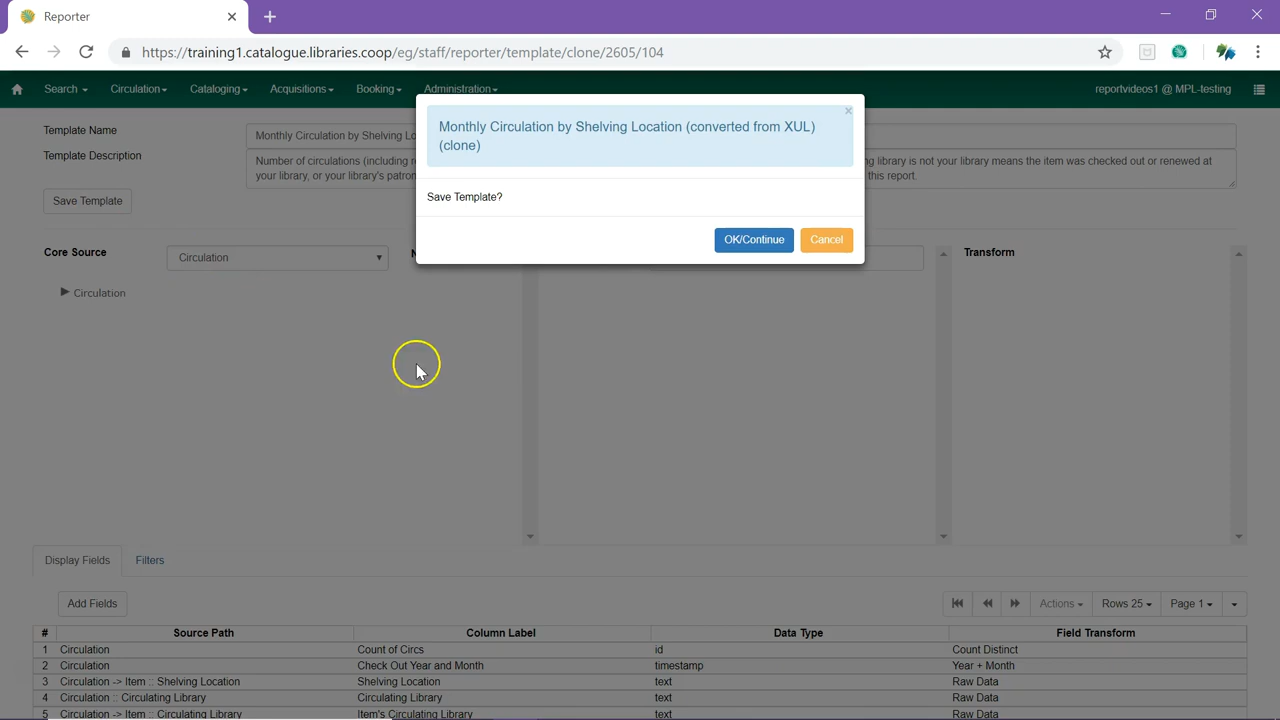 Reporter
https://training1.catalogue.libraries.coop/eg/staff/reporter/template/clone/2605/104
Search Circulation Cataloging Acquisitions Booking Administration reportvideos1 @ MPL-testing
Template Name
Monthly Circulation by Shelving Lo
Template Description
Number of circulations (including re
ng library is not your library means the item was checked out or renewed at
your library, or your library's patron
this report.
Save Template
Monthly Circulation by Shelving Location (converted from XUL)
(clone)
Save Template?
OK/Continue Cancel
Core Source Circulation Transform
Circulation
Display Fields Filters
Add Fields Actions Rows 25 Page 1
# Source Path Column Label Data Type Field Transform
1 Circulation Count of Circs id Count Distinct
2 Circulation Check Out Year and Month timestamp Year + Month
3 Circulation -> Item :: Shelving Location Shelving Location text Raw Data
4 Circulation :: Circulating Library Circulating Library text Raw Data
5 Circulation -> Item :: Circulating Library Item's Circulating Library text Raw Data